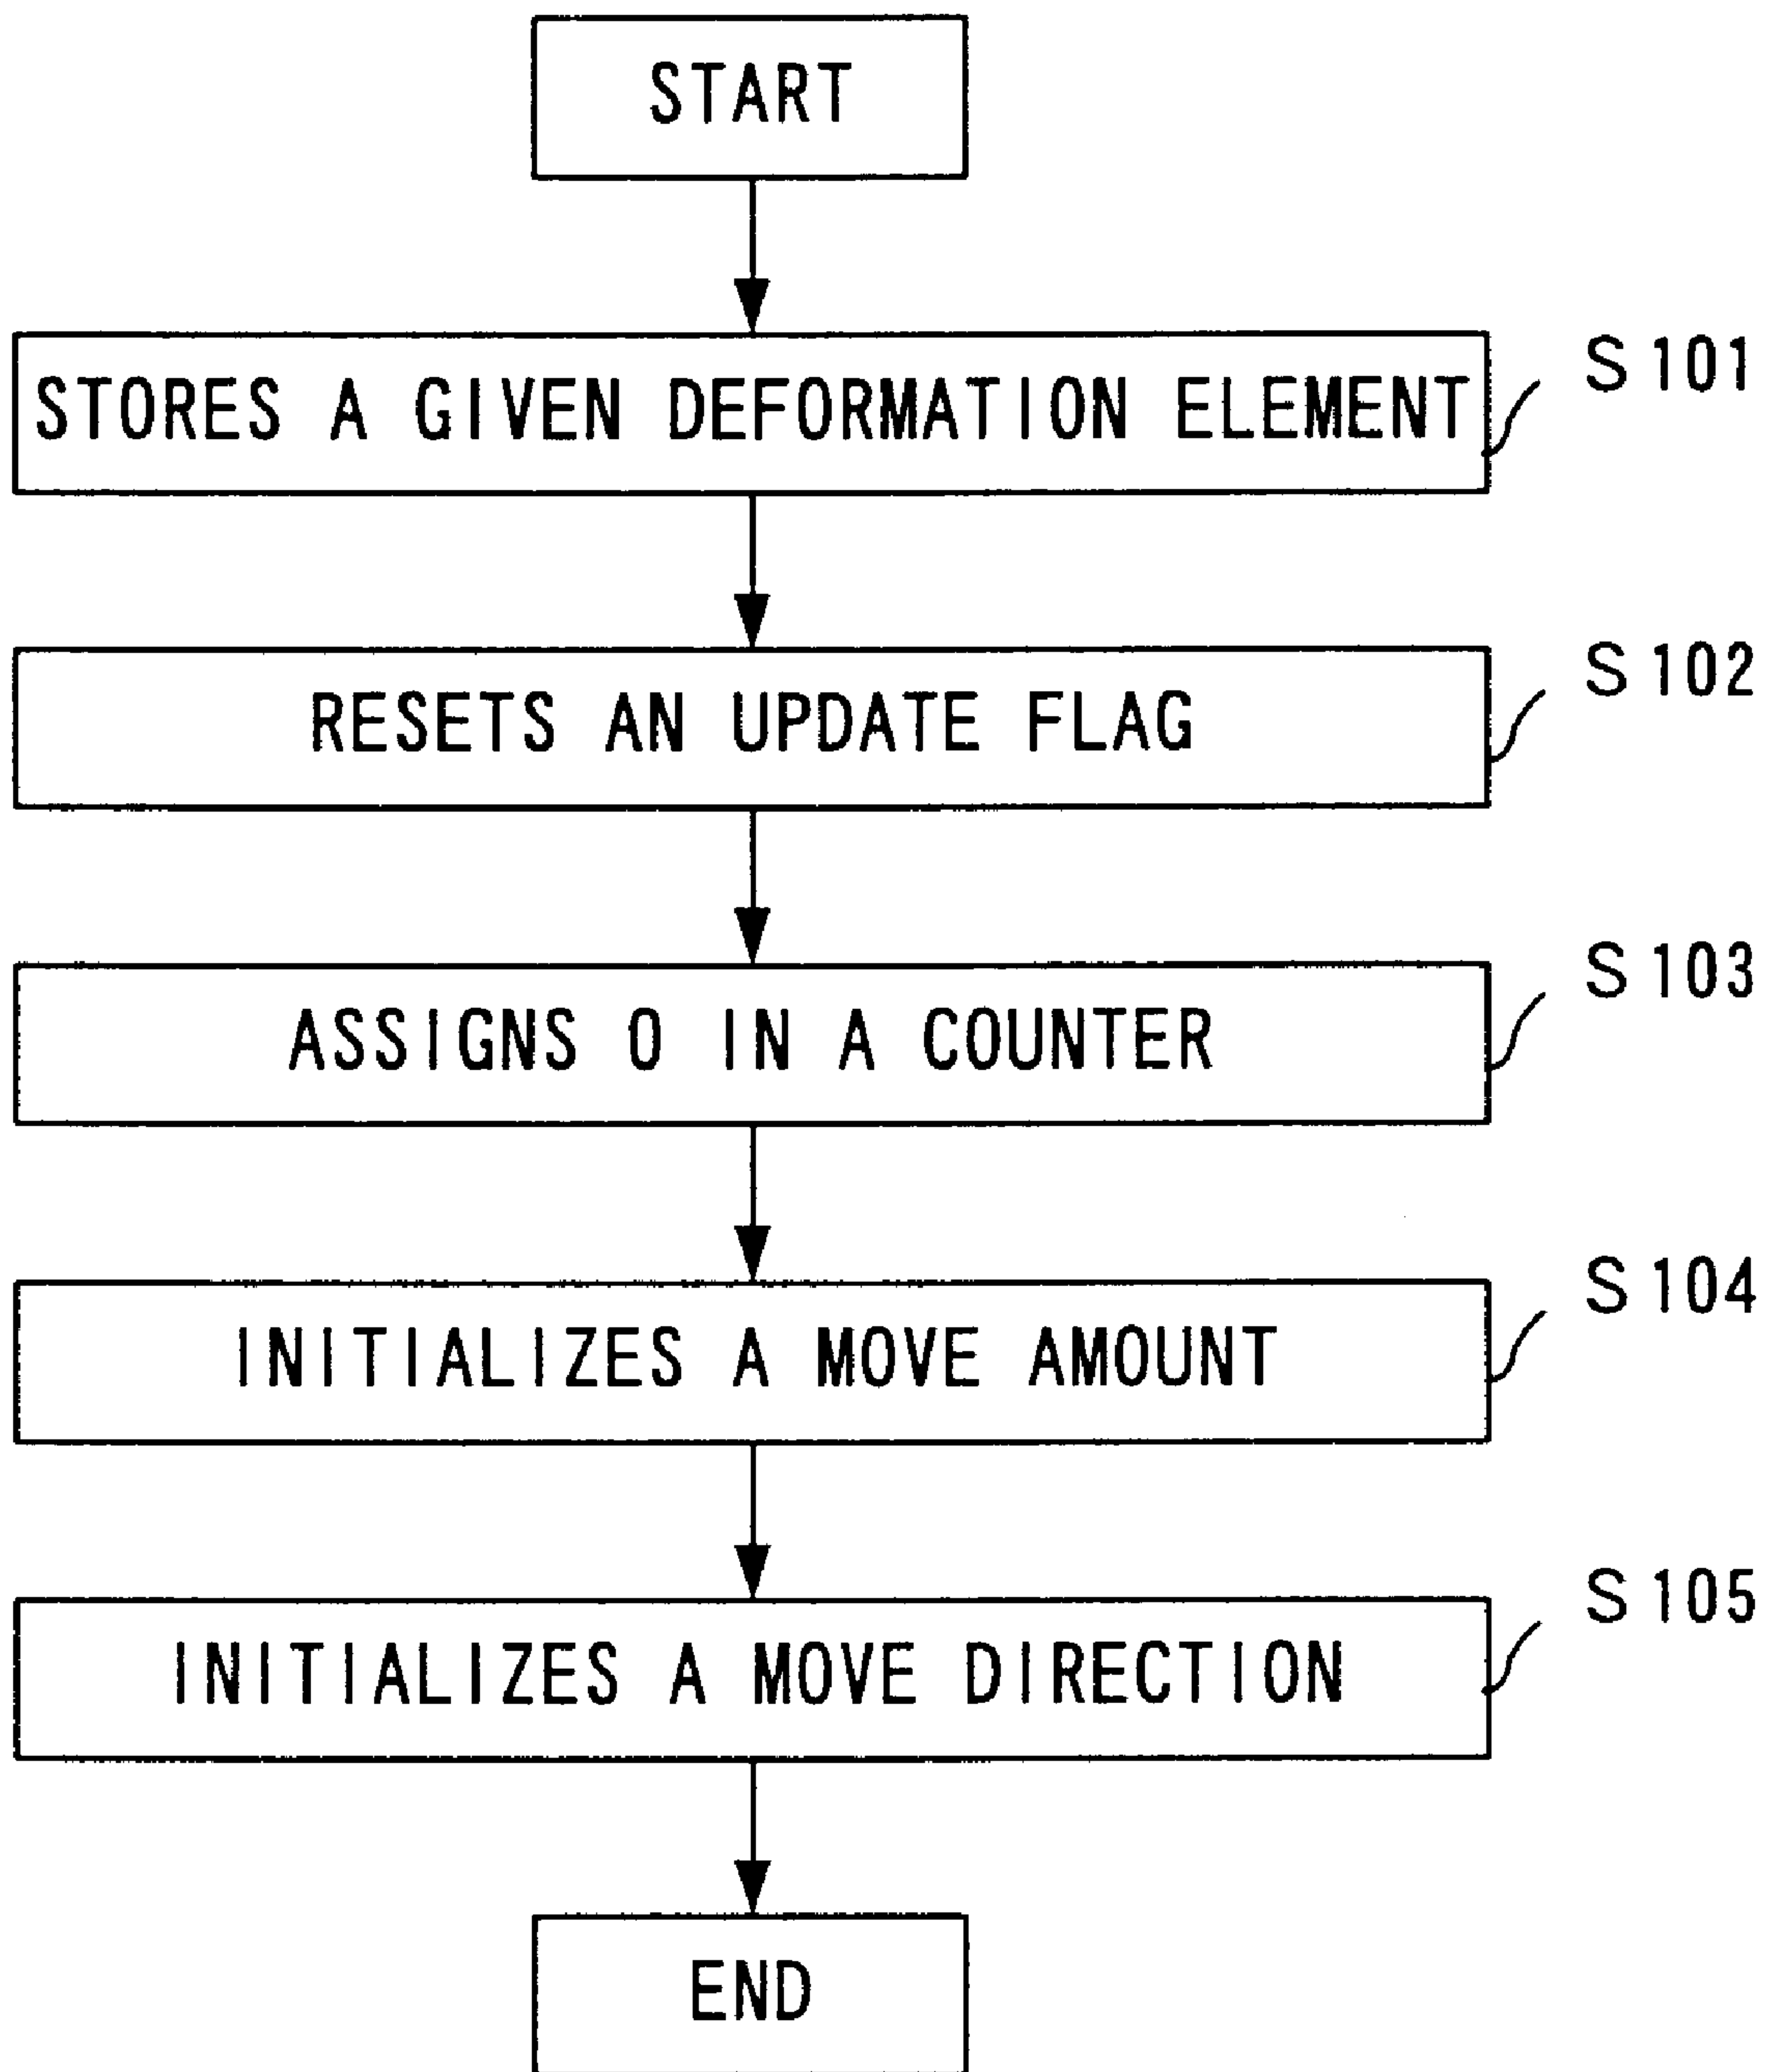 START
STORES A GIVEN DEFORMATION ELEMENT
S101
RESETS AN UPDATE FLAG
S102
ASSIGNS 0 IN A COUNTER
S103
INITIALIZES A MOVE AMOUNT
S104
INITIALIZES A MOVE DIRECTION
S105
END